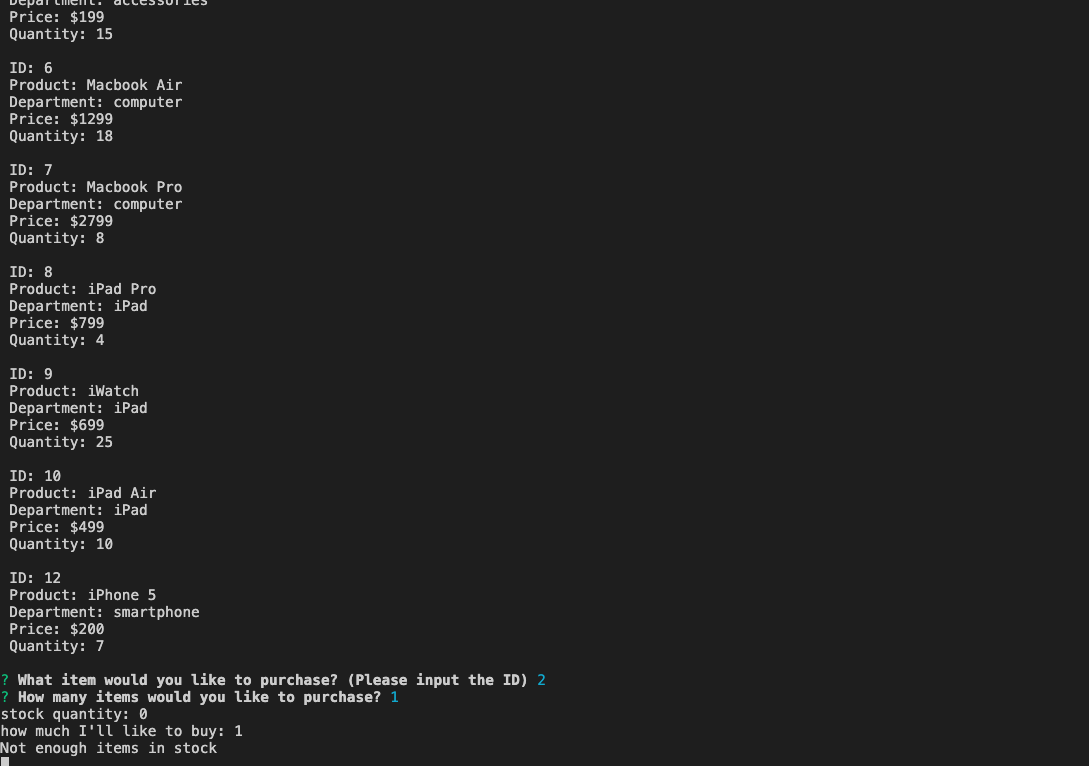 Department: accessories
Price: $199
Quantity: 15
ID: 6
Product: Macbook Air
Department: computer
Price: $1299
Quantity: 18
ID: 7
Product: Macbook Pro
Department: computer
Price: $2799
Quantity: 8
ID: 8
Product: iPad Pro
Department: iPad
Price: $799
Quantity: 4
ID: 9
Product: iWatch
Department: iPad
Price: $699
Quantity: 25
ID: 10
Product: iPad Air
Department: iPad
Price: $499
Quantity: 10
ID: 12
Product: iPhone 5
Department: smartphone
Price: $200
Quantity: 7
? What item would you like to purchase? (Please input the ID) 2
? How many items would you like to purchase? 1
stock quantity: 0
how much I'll like to buy: 1
Not enough items in stock